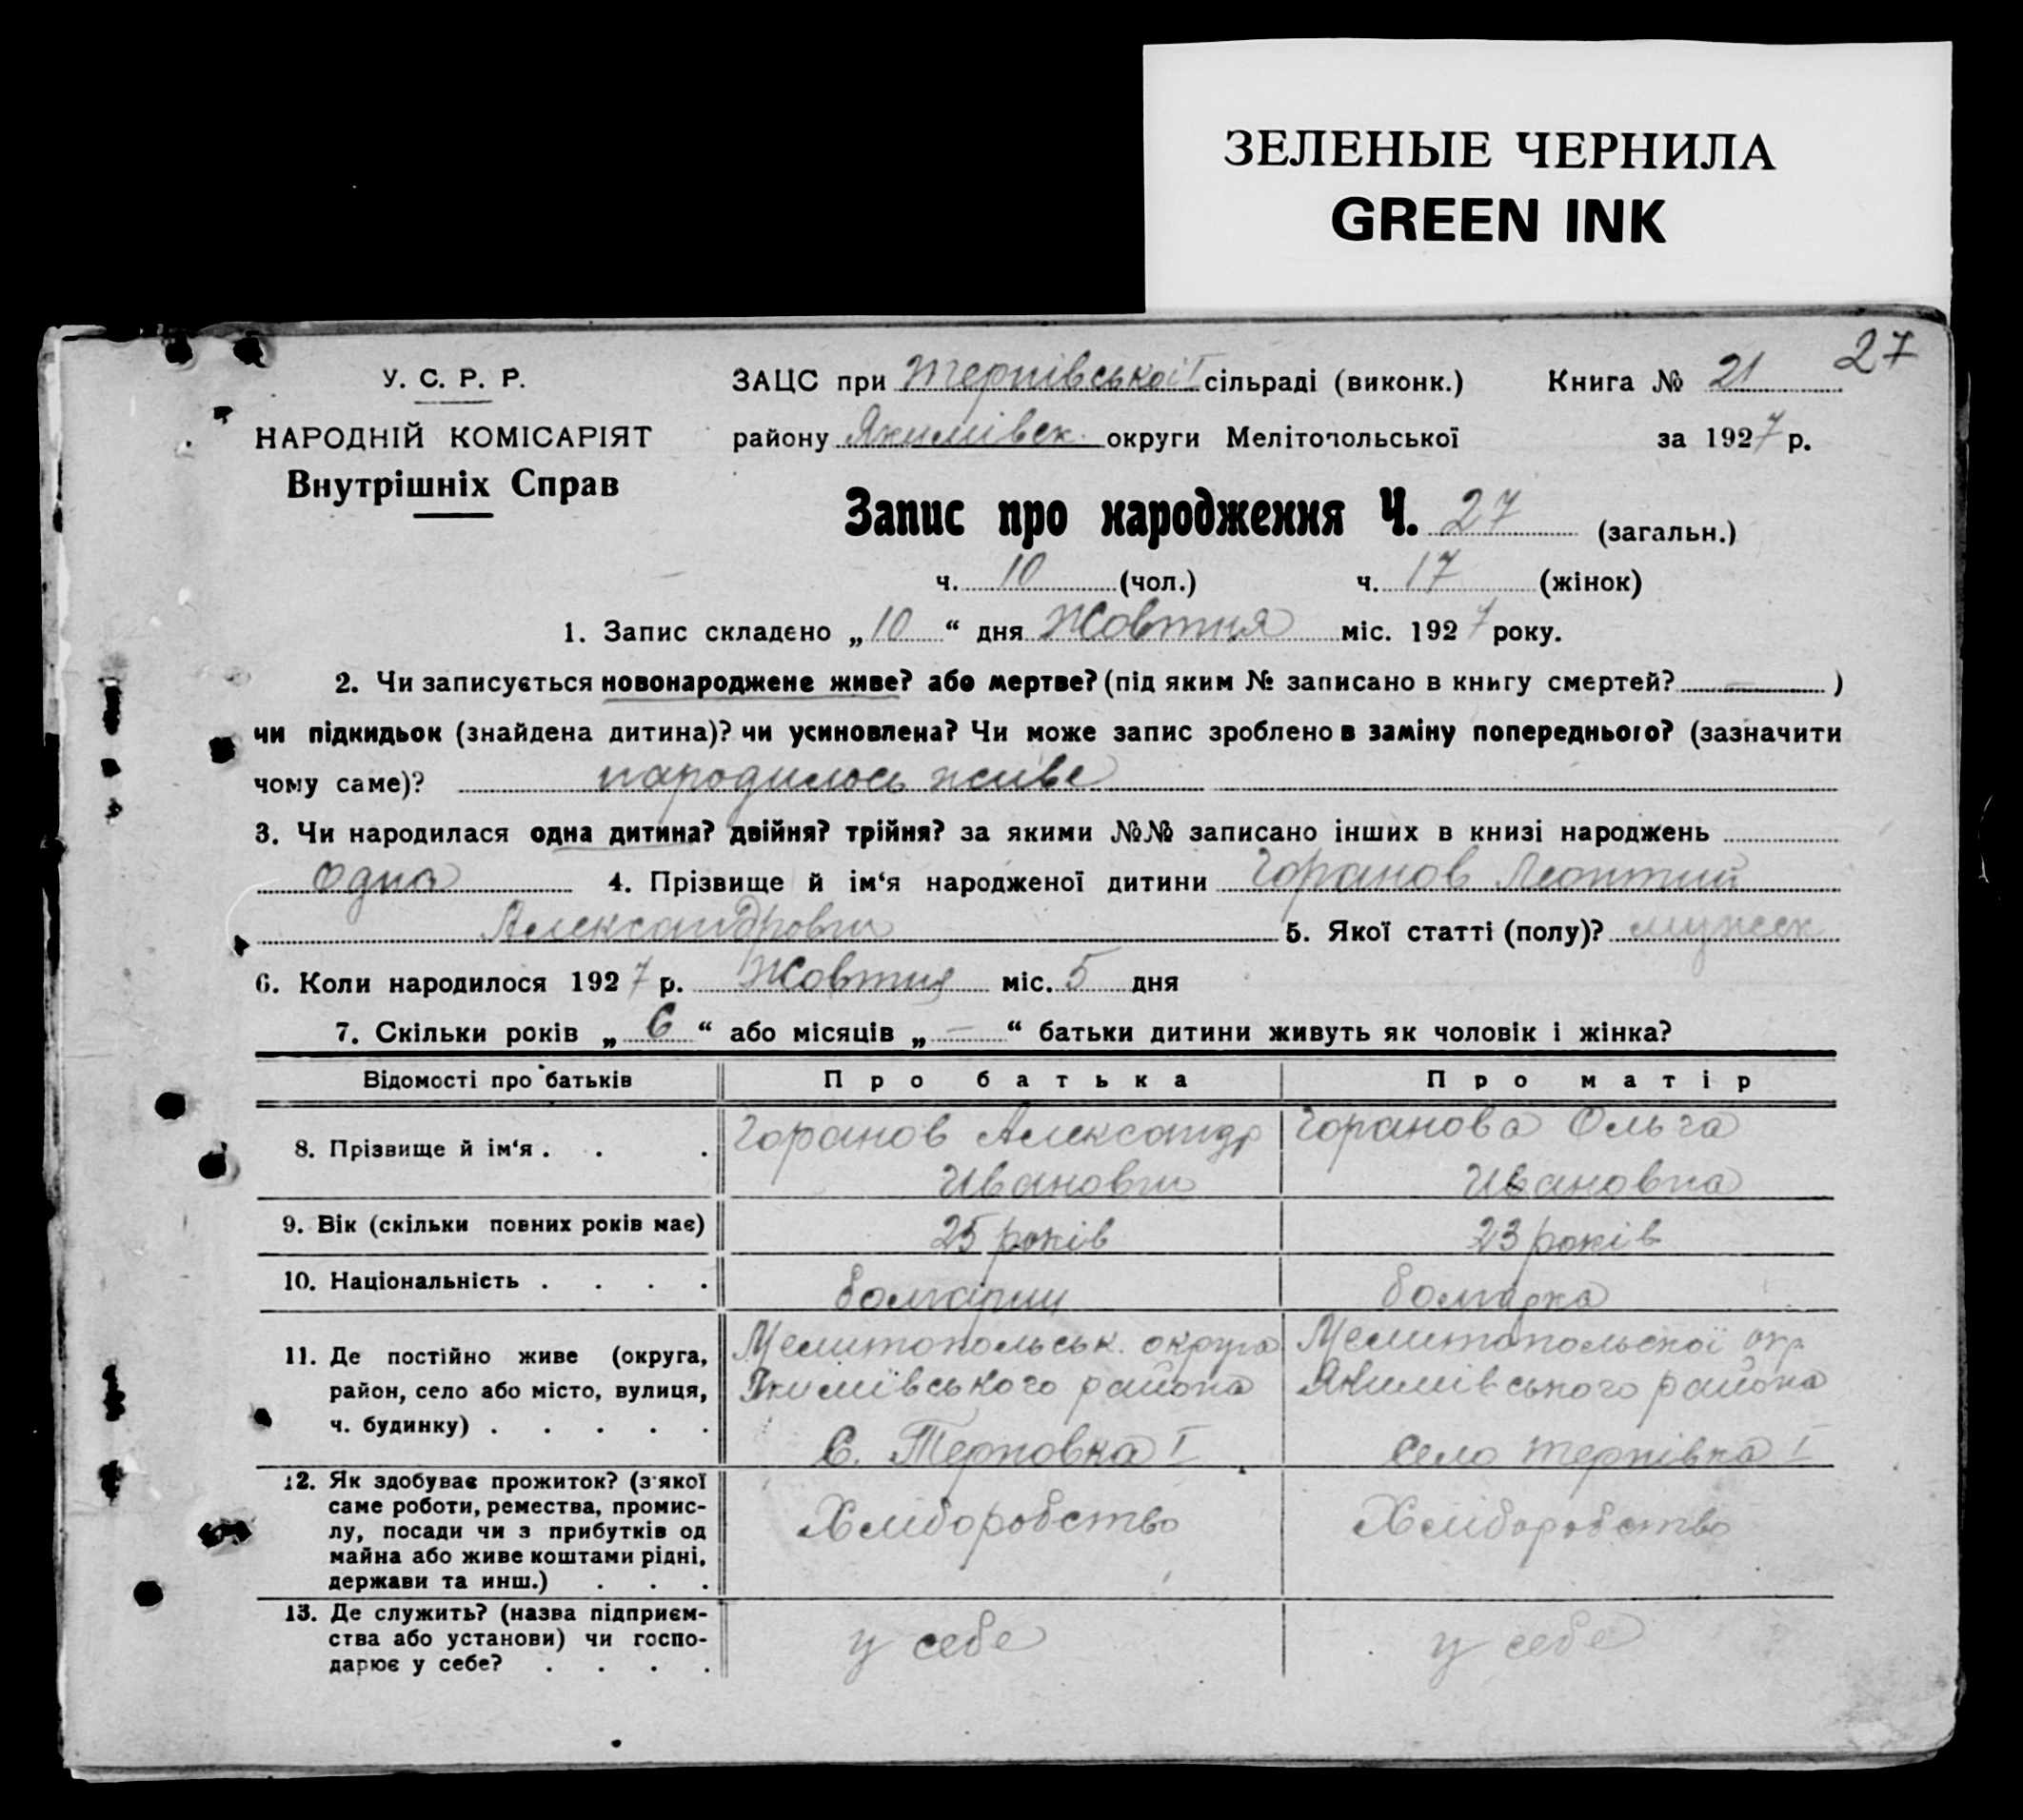 ЗЕЛЕНЫЕ ЧЕРНИЛА
GREEN INK
27
У. С. Р. Р.
НАРОДНІЙ КОМІСАРІЯТ
Внутрішніх Справ
ЗАЦС при Терпівської I сільраді (виконк.) Книга № 21
району Якимівск. округи Мелітопольської за 1927 р.
Запис про народження Ч. 27 (загальн.)
ч. 10 (чол.) ч. 17 (жінок)
1. Запис складено „10“ дня Жовтня міс. 1927 року.
2. Чи записується новонароджене живе? або мертве? (під яким № записано в книгу смертей? — )
чи підкидьок (знайдена дитина)? чи усиновлена? Чи може запис зроблено в заміну попереднього? (зазначити
чому саме)? народилось живе
3. Чи народилася одна дитина? двійня? трійня? за якими №№ записано інших в книзі народжень
Одна 4. Прізвище й ім‘я народженої дитини Горанов Леонтий
Александрович 5. Якої статті (полу)? мужеск
6. Коли народилося 1927 р. Жовтня міс. 5 дня
7. Скільки років „6“ або місяців „—“ батьки дитини живуть як чоловік і жінка?
Відомості про батьків Про батька Про матір
8. Прізвище й ім‘я . . . Горанов Александр Иванович Горанова Ольга Ивановна
9. Вік (скільки повних років має) 25 років 23 років
10. Національність . . . . болгарин болгарка
11. Де постійно живе (округа, район, село або місто, вулиця, ч. будинку) . . . . . Мелитопольськ. округа Якимівського района С. Терповка I Мелитопольскої окр Якимівського района Село Терпівка I
12. Як здобуває прожиток? (з якої саме роботи, ремества, промислу, посади чи з прибутків од майна або живе коштами рідні, держави та инш.) . . . Хліборобство Хліборобство
13. Де служить? (назва підприємства або установи) чи господарює у себе? . . . . у себе у себе